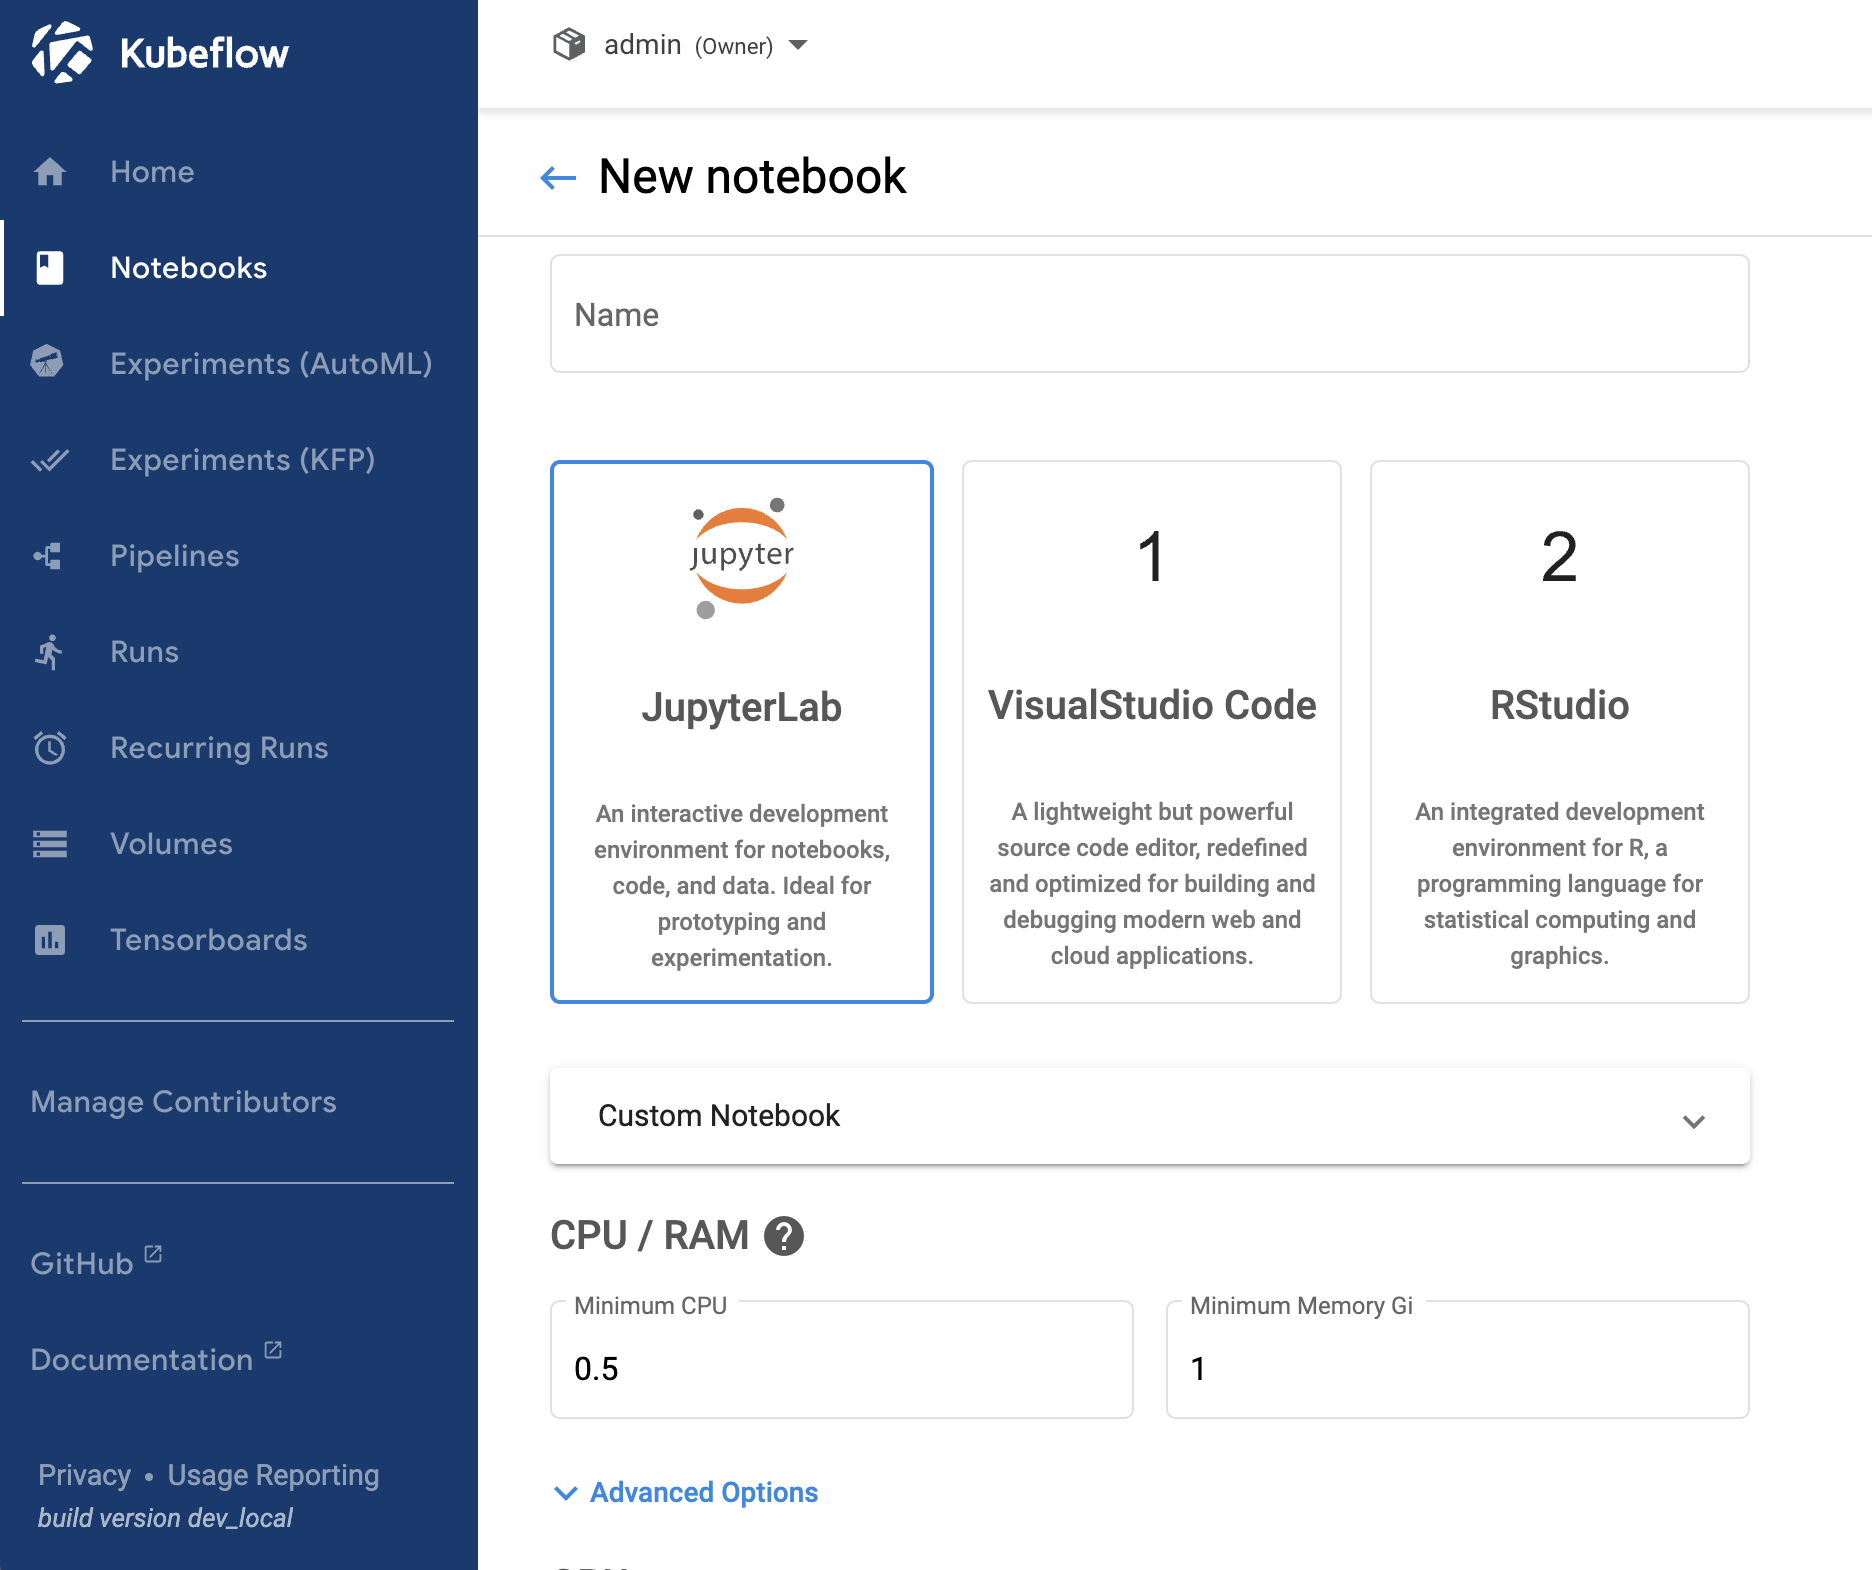 Kubeflow
Home
Notebooks
Experiments (AutoML)
Experiments (KFP)
Pipelines
Runs
Recurring Runs
Volumes
Tensorboards
Manage Contributors
GitHub
Documentation
Privacy • Usage Reporting
build version dev_local
admin (Owner)
New notebook
Name
jupyter
JupyterLab
An interactive development
environment for notebooks,
code, and data. Ideal for
prototyping and
experimentation.
1
VisualStudio Code
A lightweight but powerful
source code editor, redefined
and optimized for building and
debugging modern web and
cloud applications.
2
RStudio
An integrated development
environment for R, a
programming language for
statistical computing and
graphics.
Custom Notebook
CPU / RAM ?
Minimum CPU
0.5
Minimum Memory Gi
1
Advanced Options